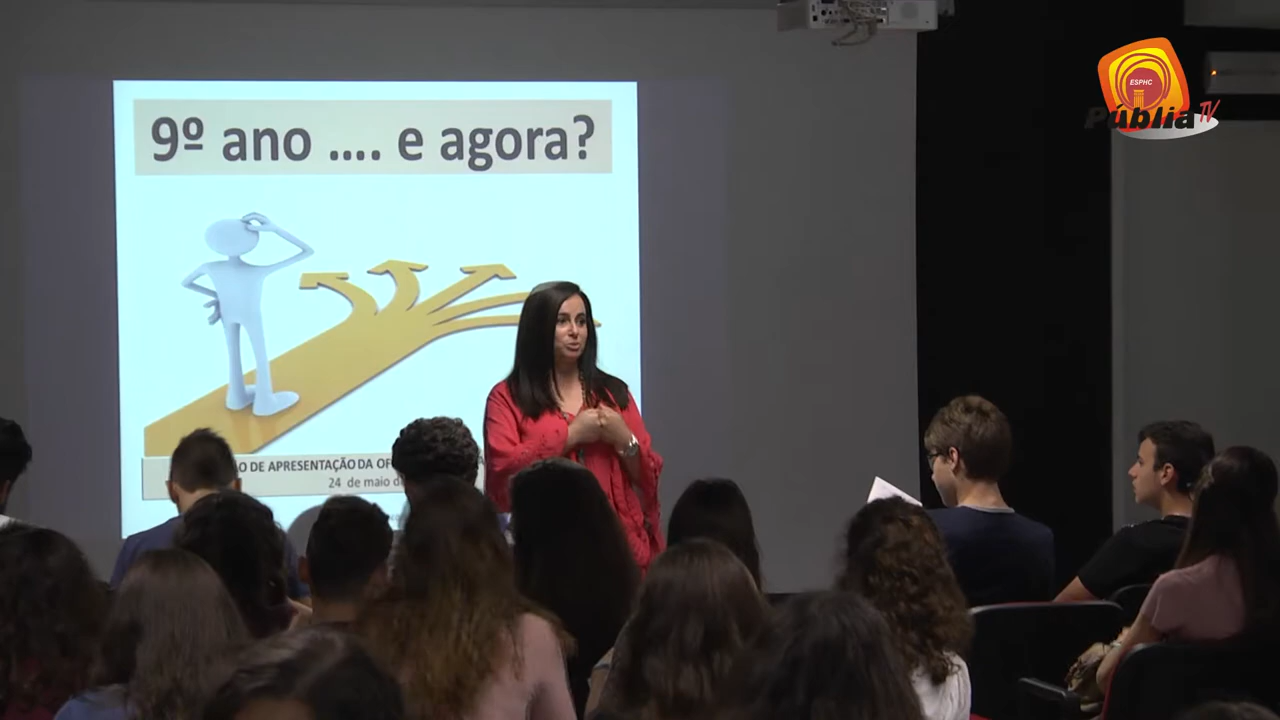 9º ano .... e agora?
O DE APRESENTAÇÃO DA OF
24 de maio d
ESPHC
Públia TV